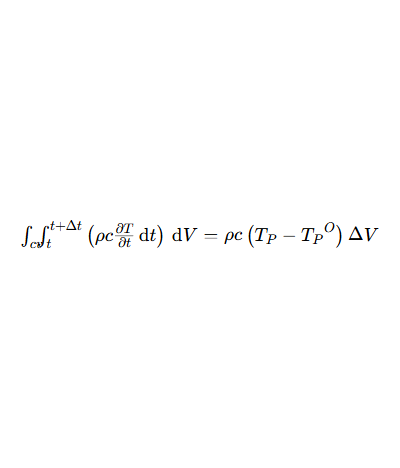 ∫_{cv} ∫_t^{t+Δt} (ρc ∂T/∂t dt) dV = ρc (T_P − T_P^O) ΔV